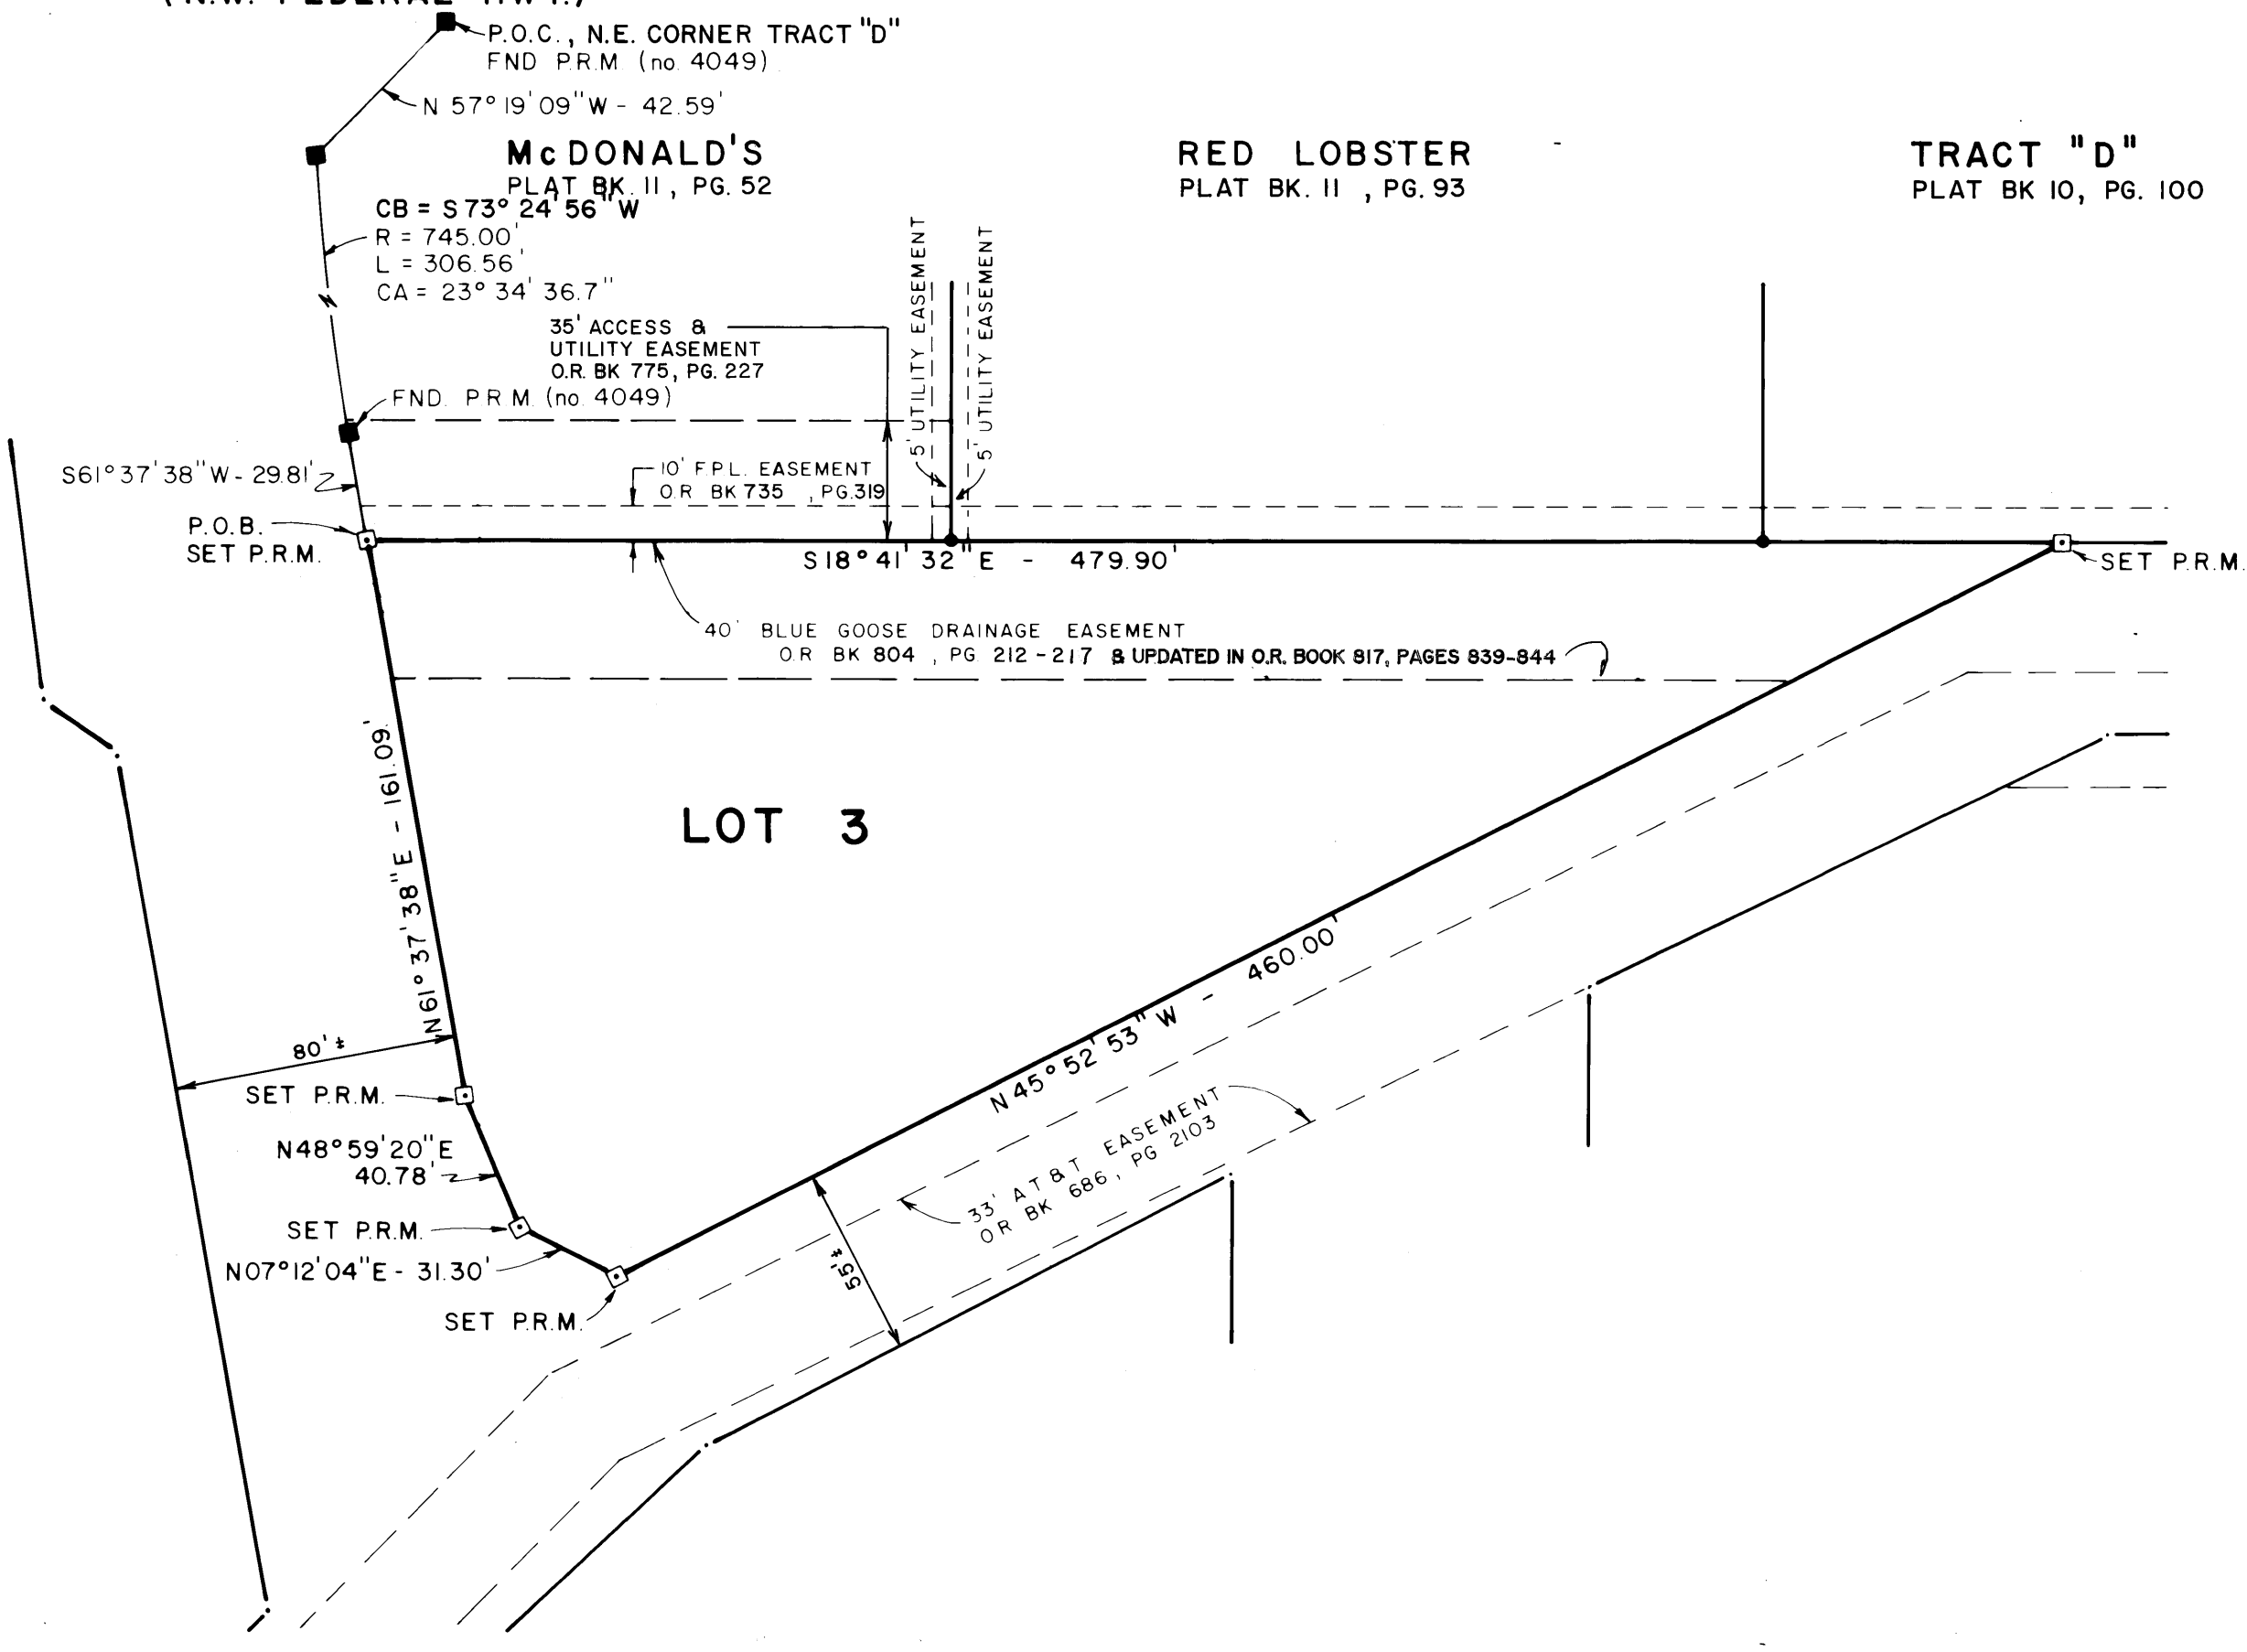 (N.W. FEDERAL HWY.)
P.O.C., N.E. CORNER TRACT "D"
FND P.R.M. (no. 4049)
N 57° 19' 09" W - 42.59'
McDONALD'S
PLAT BK. 11, PG. 52
RED LOBSTER
PLAT BK. 11 , PG. 93
TRACT "D"
PLAT BK 10, PG. 100
CB = S 73° 24' 56" W
R = 745.00'
L = 306.56'
CA = 23° 34' 36.7"
35' ACCESS &
UTILITY EASEMENT
O.R. BK 775, PG. 227
5' UTILITY EASEMENT
5' UTILITY EASEMENT
FND. P.R.M. (no. 4049)
S61°37'38"W - 29.81'
10' F.P.L. EASEMENT
O.R BK 735 , PG.319
P.O.B.
SET P.R.M.
S18°41'32"E - 479.90'
SET P.R.M.
40' BLUE GOOSE DRAINAGE EASEMENT
O.R BK 804 , PG 212-217 & UPDATED IN O.R. BOOK 817, PAGES 839-844
N61°37'38"E - 161.09'
LOT 3
N 45° 52' 53" W - 460.00'
80'±
SET P.R.M.
N48°59'20"E
40.78'
33' AT&T EASEMENT
OR BK 686, PG 2103
SET P.R.M.
55'±
N07°12'04"E - 31.30'
SET P.R.M.